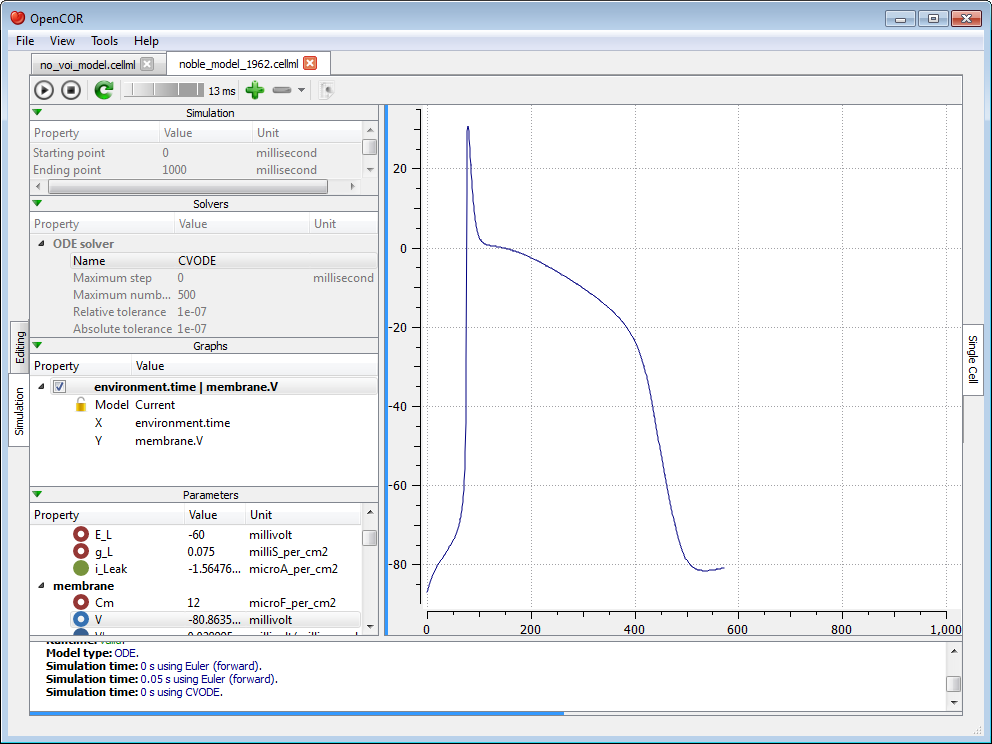 OpenCOR
File View Tools Help
no_voi_model.cellml noble_model_1962.cellml
13 ms
Simulation
Property Value Unit
Starting point 0 millisecond
Ending point 1000 millisecond
Solvers
Property Value Unit
ODE solver
Name CVODE
Maximum step 0 millisecond
Maximum numb... 500
Relative tolerance 1e-07
Absolute tolerance 1e-07
Graphs
Property Value
environment.time | membrane.V
Model Current
X environment.time
Y membrane.V
Parameters
Property Value Unit
E_L -60 millivolt
g_L 0.075 milliS_per_cm2
i_Leak -1.56476... microA_per_cm2
membrane
Cm 12 microF_per_cm2
V -80.8635... millivolt
Editing
Simulation
20
0
-20
-40
-60
-80
0 200 400 600 800 1,000
Single Cell
Runtime: valid
Model type: ODE.
Simulation time: 0 s using Euler (forward).
Simulation time: 0.05 s using Euler (forward).
Simulation time: 0 s using CVODE.